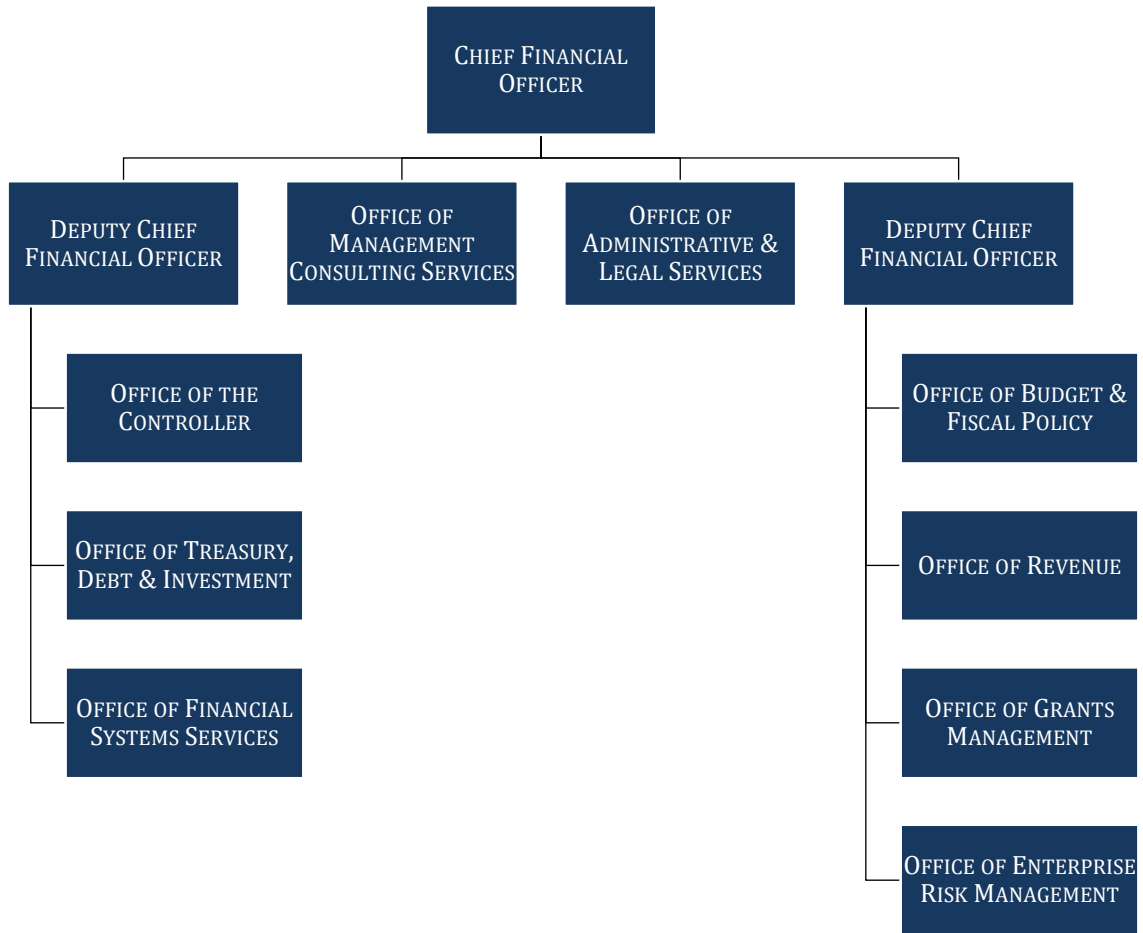 CHIEF FINANCIAL
OFFICER
DEPUTY CHIEF
FINANCIAL OFFICER
OFFICE OF
MANAGEMENT
CONSULTING SERVICES
OFFICE OF
ADMINISTRATIVE &
LEGAL SERVICES
DEPUTY CHIEF
FINANCIAL OFFICER
OFFICE OF THE
CONTROLLER
OFFICE OF TREASURY,
DEBT & INVESTMENT
OFFICE OF FINANCIAL
SYSTEMS SERVICES
OFFICE OF BUDGET &
FISCAL POLICY
OFFICE OF REVENUE
OFFICE OF GRANTS
MANAGEMENT
OFFICE OF ENTERPRISE
RISK MANAGEMENT